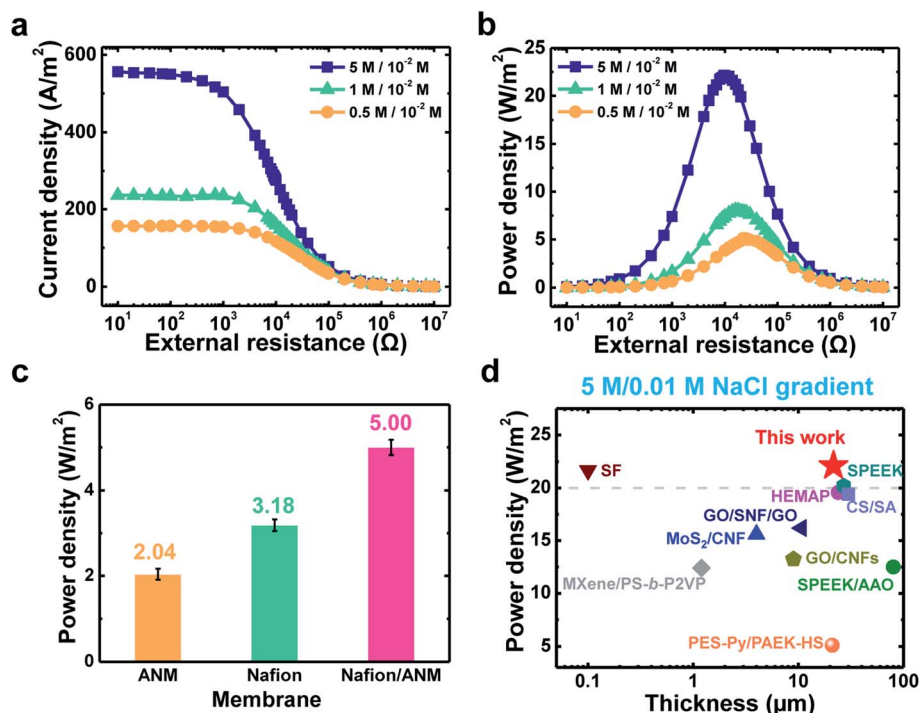 a
Current density (A/m²)
600
400
200
0
5 M / 10⁻² M
1 M / 10⁻² M
0.5 M / 10⁻² M
10¹ 10² 10³ 10⁴ 10⁵ 10⁶ 10⁷
External resistance (Ω)
b
Power density (W/m²)
25
20
15
10
5
0
5 M / 10⁻² M
1 M / 10⁻² M
0.5 M / 10⁻² M
10¹ 10² 10³ 10⁴ 10⁵ 10⁶ 10⁷
External resistance (Ω)
c
Power density (W/m²)
6
4
2
0
2.04
3.18
5.00
ANM Nafion Nafion/ANM
Membrane
d
5 M/0.01 M NaCl gradient
Power density (W/m²)
25
20
15
10
5
This work
SF
SPEEK
HEMAP
CS/SA
GO/SNF/GO
MoS₂/CNF
GO/CNFs
MXene/PS-b-P2VP
SPEEK/AAO
PES-Py/PAEK-HS
0.1 1 10 100
Thickness (μm)